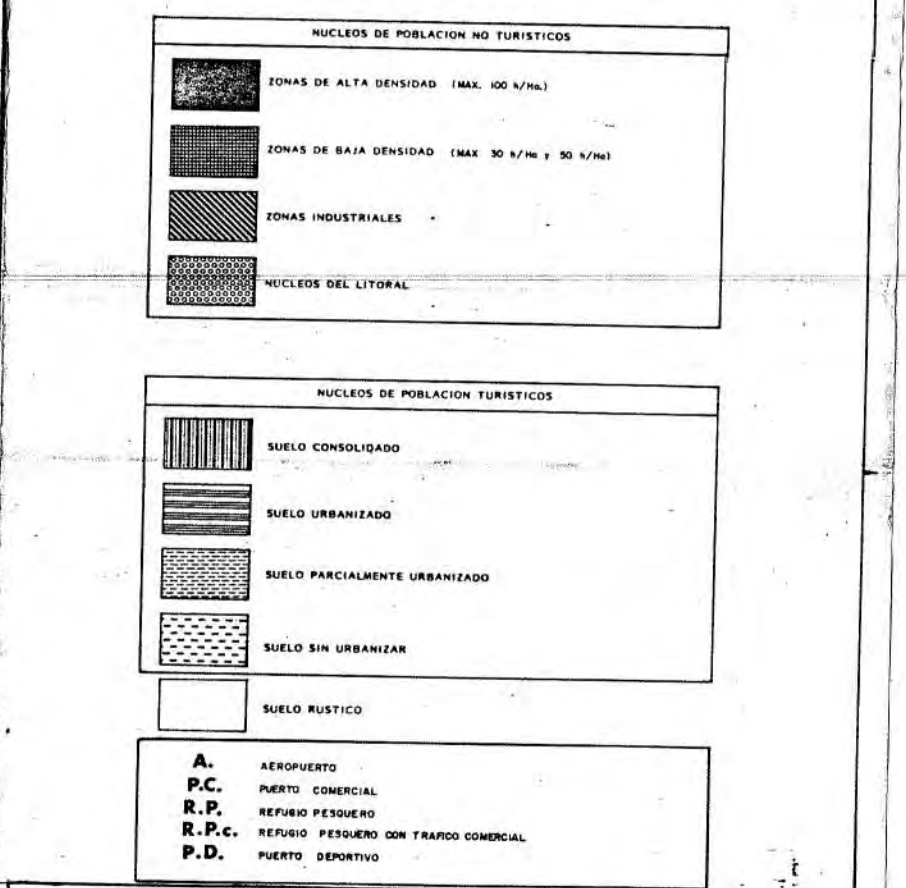 NUCLEOS DE POBLACION NO TURISTICOS
ZONAS DE ALTA DENSIDAD (MAX. 100 h/Ha.)
ZONAS DE BAJA DENSIDAD (MAX 30 h/Ha y 50 h/Ha)
ZONAS INDUSTRIALES
NUCLEOS DEL LITORAL
NUCLEOS DE POBLACION TURISTICOS
SUELO CONSOLIDADO
SUELO URBANIZADO
SUELO PARCIALMENTE URBANIZADO
SUELO SIN URBANIZAR
SUELO RUSTICO
A. AEROPUERTO
P.C. PUERTO COMERCIAL
R.P. REFUGIO PESQUERO
R.P.c. REFUGIO PESQUERO CON TRAFICO COMERCIAL
P.D. PUERTO DEPORTIVO